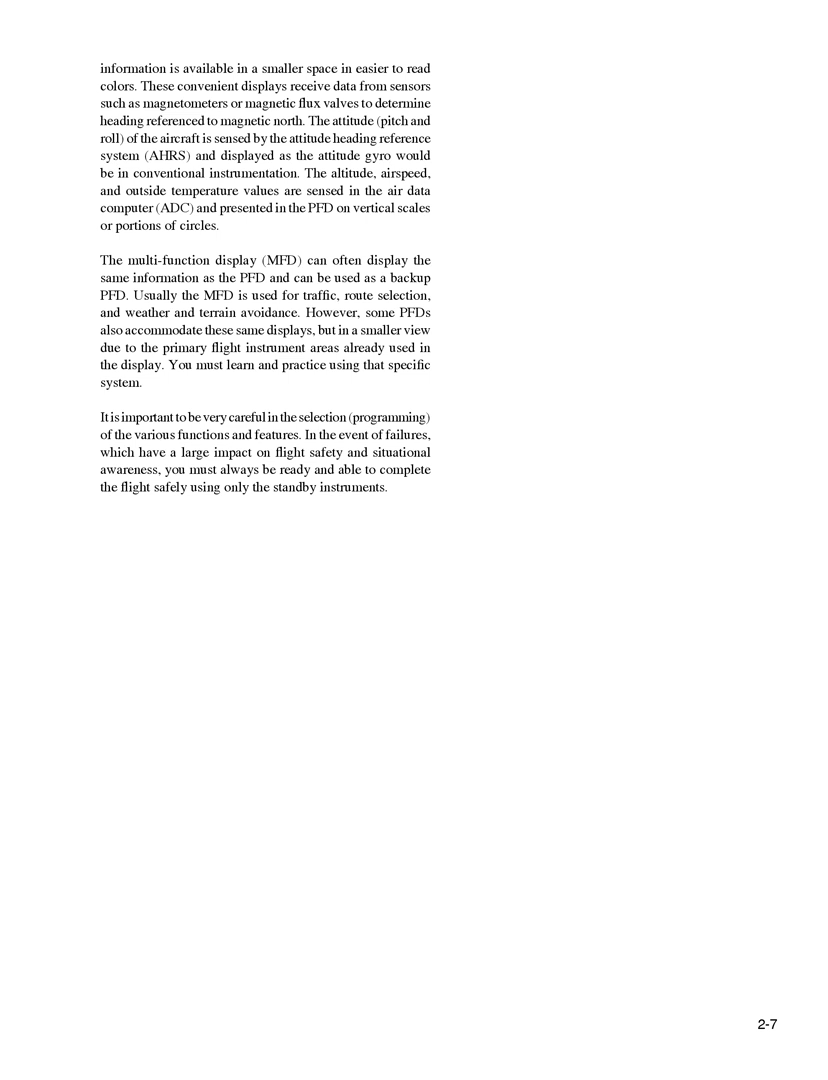 information is available in a smaller space in easier to read
colors. These convenient displays receive data from sensors
such as magnetometers or magnetic flux valves to determine
heading referenced to magnetic north. The attitude (pitch and
roll) of the aircraft is sensed by the attitude heading reference
system (AHRS) and displayed as the attitude gyro would
be in conventional instrumentation. The altitude, airspeed,
and outside temperature values are sensed in the air data
computer (ADC) and presented in the PFD on vertical scales
or portions of circles.
The multi-function display (MFD) can often display the
same information as the PFD and can be used as a backup
PFD. Usually the MFD is used for traffic, route selection,
and weather and terrain avoidance. However, some PFDs
also accommodate these same displays, but in a smaller view
due to the primary flight instrument areas already used in
the display. You must learn and practice using that specific
system.
It is important to be very careful in the selection (programming)
of the various functions and features. In the event of failures,
which have a large impact on flight safety and situational
awareness, you must always be ready and able to complete
the flight safely using only the standby instruments.
2-7